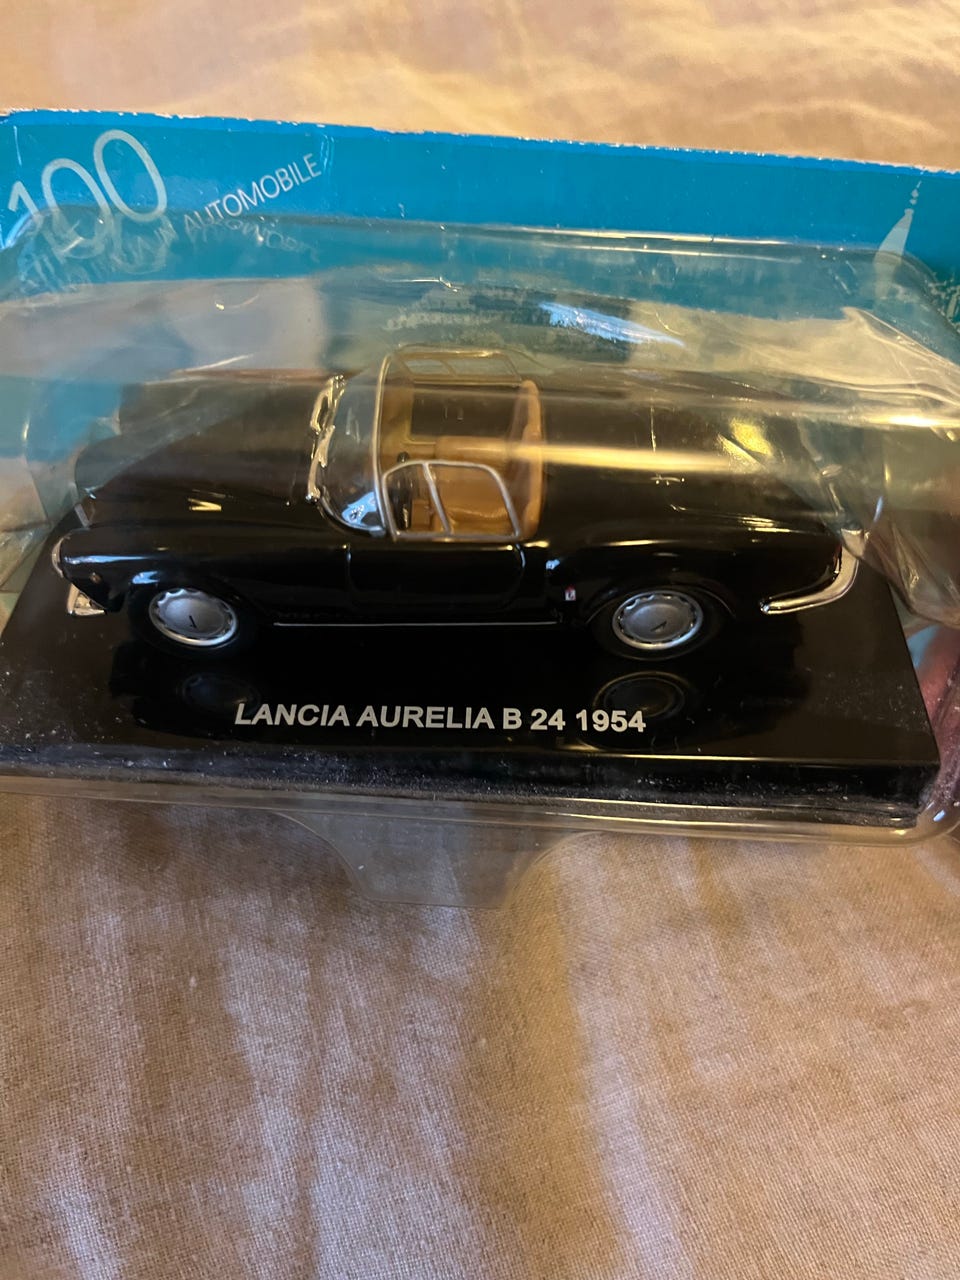 100
AUTOMOBILE
LANCIA AURELIA B 24 1954